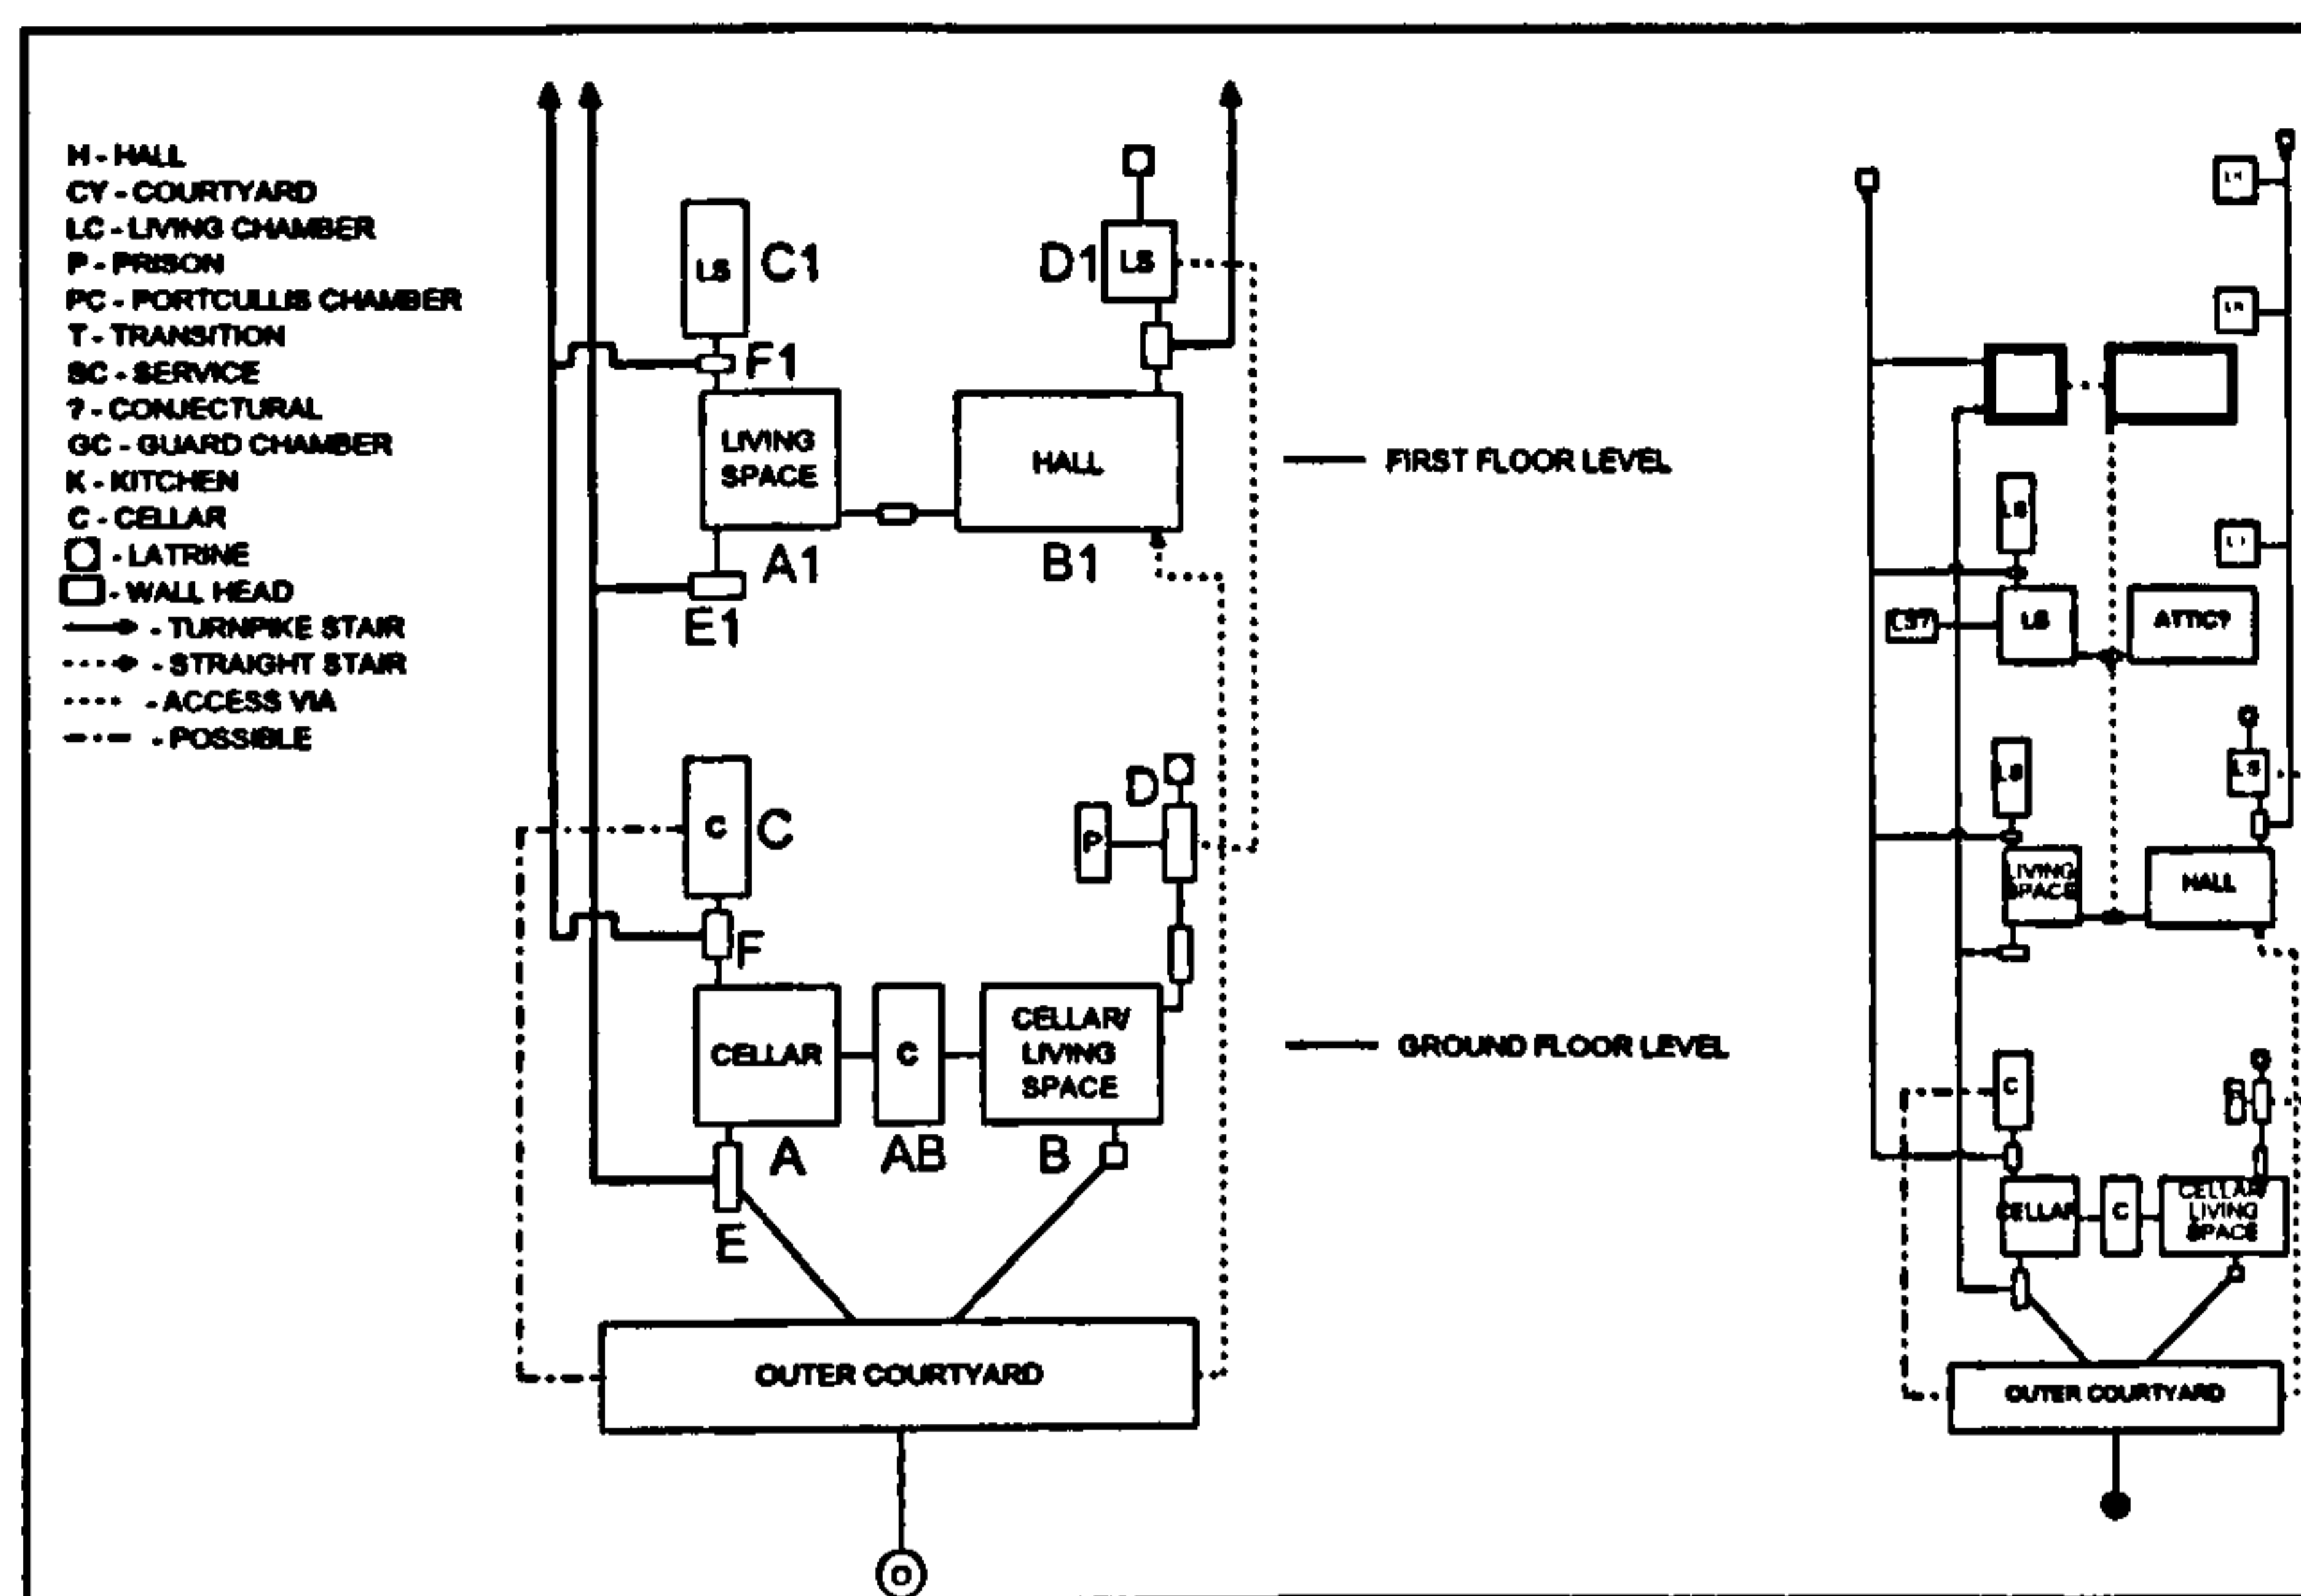 H - HALL
CY - COURTYARD
LC - LIVING CHAMBER
P - PRISON
PC - PORTCULLIS CHAMBER
T - TRANSITION
SC - SERVICE
? - CONJECTURAL
GC - GUARD CHAMBER
K - KITCHEN
C - CELLAR
- LATRINE
- WALL HEAD
- TURNPIKE STAIR
- STRAIGHT STAIR
- ACCESS VIA
- POSSIBLE
LS C1
D1 LS
F1
LIVING
SPACE
HALL
A1
B1
E1
FIRST FLOOR LEVEL
C C
D
P
F
CELLAR
C
CELLAR/
LIVING
SPACE
A
AB
B
E
GROUND FLOOR LEVEL
OUTER COURTYARD
LS
LS
ATTIC?
LS
LS
LIVING
SPACE
HALL
C
CELLAR
C
CELLAR/
LIVING
SPACE
OUTER COURTYARD